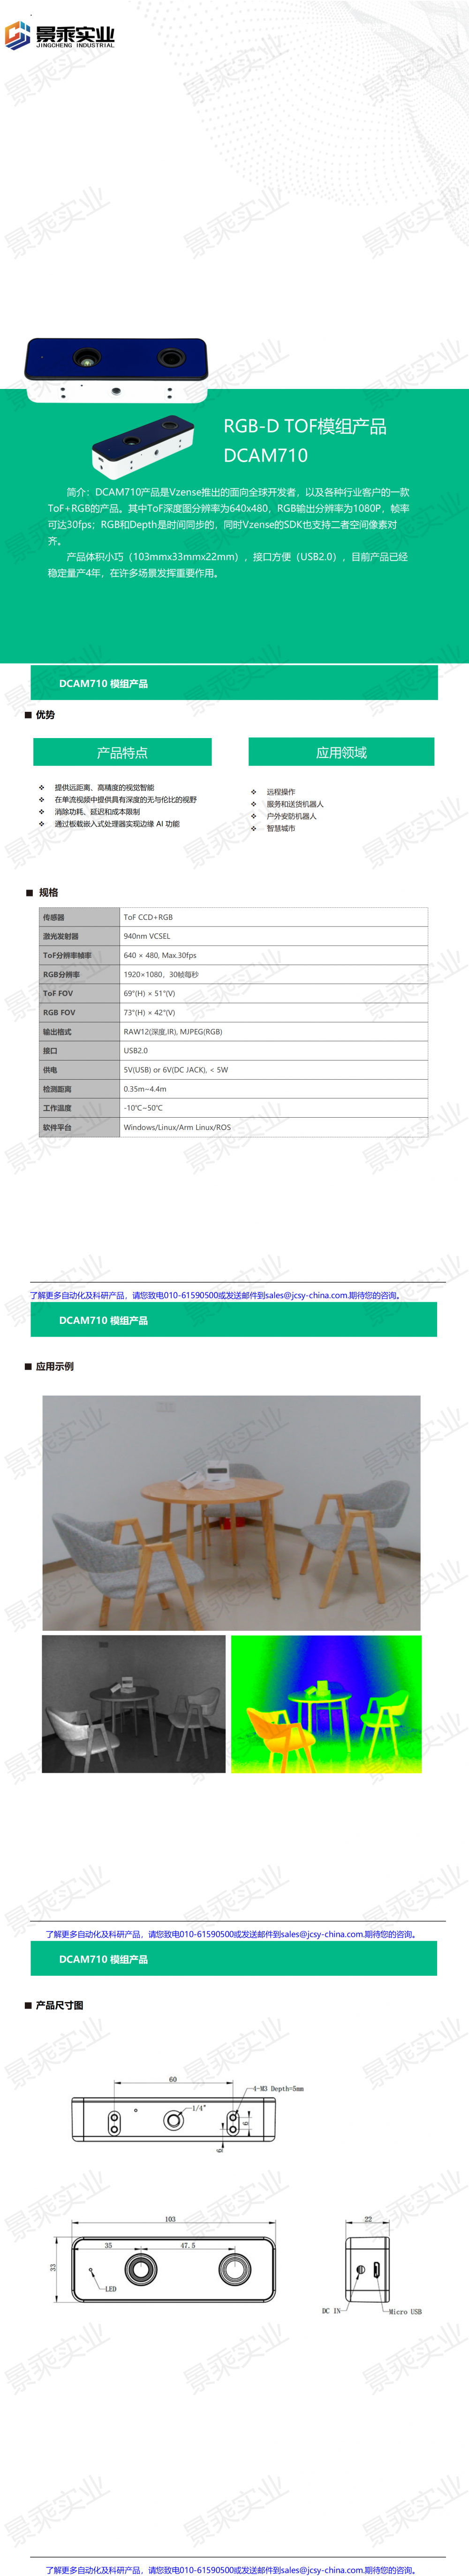 景乘实业
JINGCHENG INDUSTRIAL
RGB-D TOF模组产品
DCAM710
简介：DCAM710产品是Vzense推出的面向全球开发者，以及各种行业客户的一款
ToF+RGB的产品。其中ToF深度图分辨率为640x480，RGB输出分辨率为1080P，帧率
可达30fps；RGB和Depth是时间同步的，同时Vzense的SDK也支持二者空间像素对
齐。
产品体积小巧（103mmx33mmx22mm），接口方便（USB2.0），目前产品已经
稳定量产4年，在许多场景发挥重要作用。
DCAM710 模组产品
优势
产品特点
提供远距离、高精度的视觉智能
在单流视频中提供具有深度的无与伦比的视野
消除功耗、延迟和成本限制
通过板载嵌入式处理器实现边缘 AI 功能
应用领域
远程操作
服务和送货机器人
户外安防机器人
智慧城市
规格
传感器 ToF CCD+RGB
激光发射器 940nm VCSEL
ToF分辨率帧率 640 × 480, Max.30fps
RGB分辨率 1920×1080，30帧每秒
ToF FOV 69°(H) × 51°(V)
RGB FOV 73°(H) × 42°(V)
输出格式 RAW12(深度,IR), MJPEG(RGB)
接口 USB2.0
供电 5V(USB) or 6V(DC JACK), < 5W
检测距离 0.35m~4.4m
工作温度 -10℃~50℃
软件平台 Windows/Linux/Arm Linux/ROS
了解更多自动化及科研产品，请您致电010-61590500或发送邮件到sales@jcsy-china.com.期待您的咨询。
DCAM710 模组产品
应用示例
了解更多自动化及科研产品，请您致电010-61590500或发送邮件到sales@jcsy-china.com.期待您的咨询。
DCAM710 模组产品
产品尺寸图
60
4-M3 Depth=5mm
1/4"
6
6
103
22
35
47.5
33
LED
DC IN
Micro USB
了解更多自动化及科研产品，请您致电010-61590500或发送邮件到sales@jcsy-china.com.期待您的咨询。